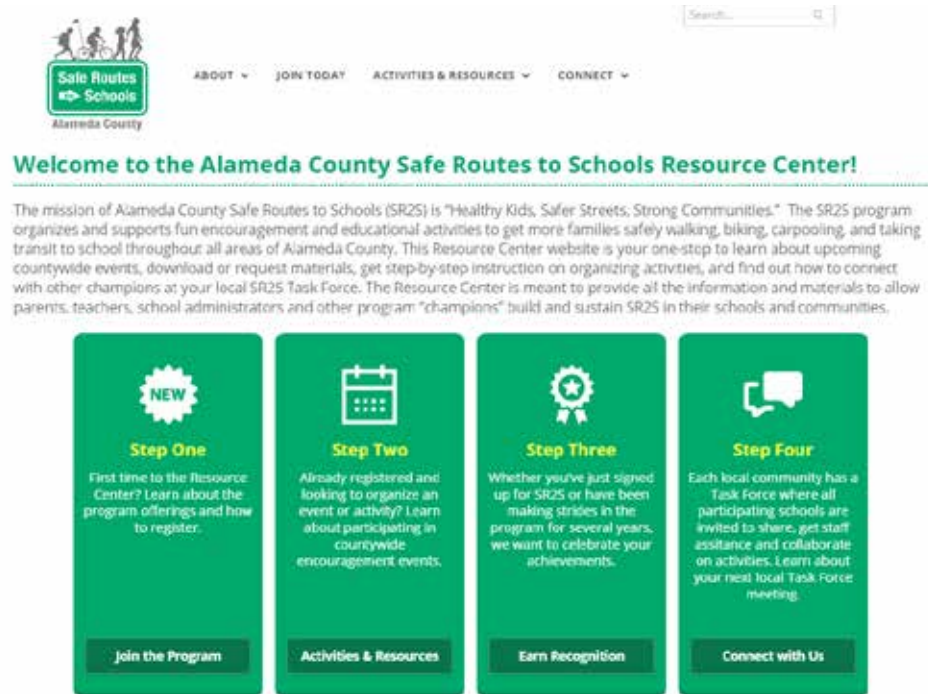 Search...
Safe Routes
Schools
Alameda County
ABOUT
JOIN TODAY
ACTIVITIES & RESOURCES
CONNECT
Welcome to the Alameda County Safe Routes to Schools Resource Center!
The mission of Alameda County Safe Routes to Schools (SR2S) is "Healthy Kids, Safer Streets, Strong Communities." The SR2S program
organizes and supports fun encouragement and educational activities to get more families safely walking, biking, carpooling, and taking
transit to school throughout all areas of Alameda County. This Resource Center website is your one-stop to learn about upcoming
countywide events, download or request materials, get step-by-step instruction on organizing activities, and find out how to connect
with other champions at your local SR2S Task Force. The Resource Center is meant to provide all the information and materials to allow
parents, teachers, school administrators and other program "champions" build and sustain SR2S in their schools and communities.
NEW
Step One
First time to the Resource
Center? Learn about the
program offerings and how
to register.
Join the Program
Step Two
Already registered and
looking to organize an
event or activity? Learn
about participating in
countywide
encouragement events.
Activities & Resources
Step Three
Whether you've just signed
up for SR2S or have been
making strides in the
program for several years,
we want to celebrate your
achievements.
Earn Recognition
Step Four
Each local community has a
Task Force where all
participating schools are
invited to share, get staff
assitance and collaborate
on activities. Learn about
your next local Task Force
meeting.
Connect with Us